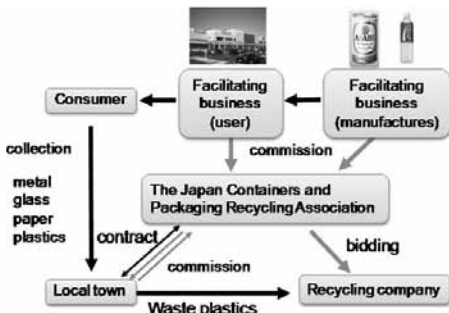 Facilitating
business
(user)
Facilitating
business
(manufactures)
Consumer
collection
commission
metal
glass
paper
plastics
The Japan Containers and
Packaging Recycling Association
contract
bidding
commission
Local town
Waste plastics
Recycling company